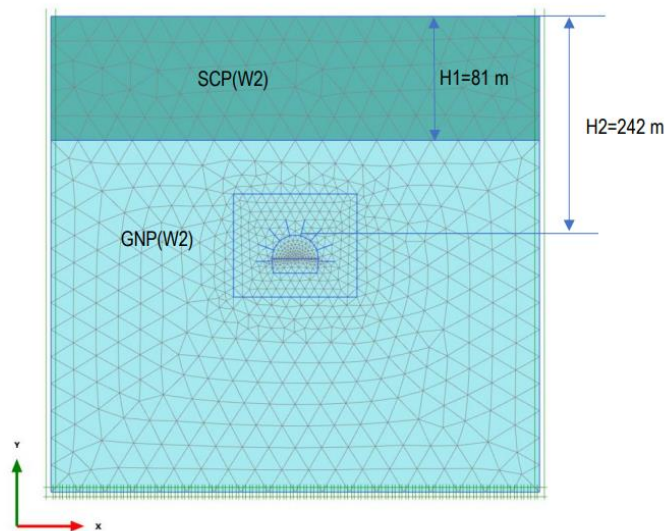 SCP(W2)
H1=81 m
H2=242 m
GNP(W2)
Y
X